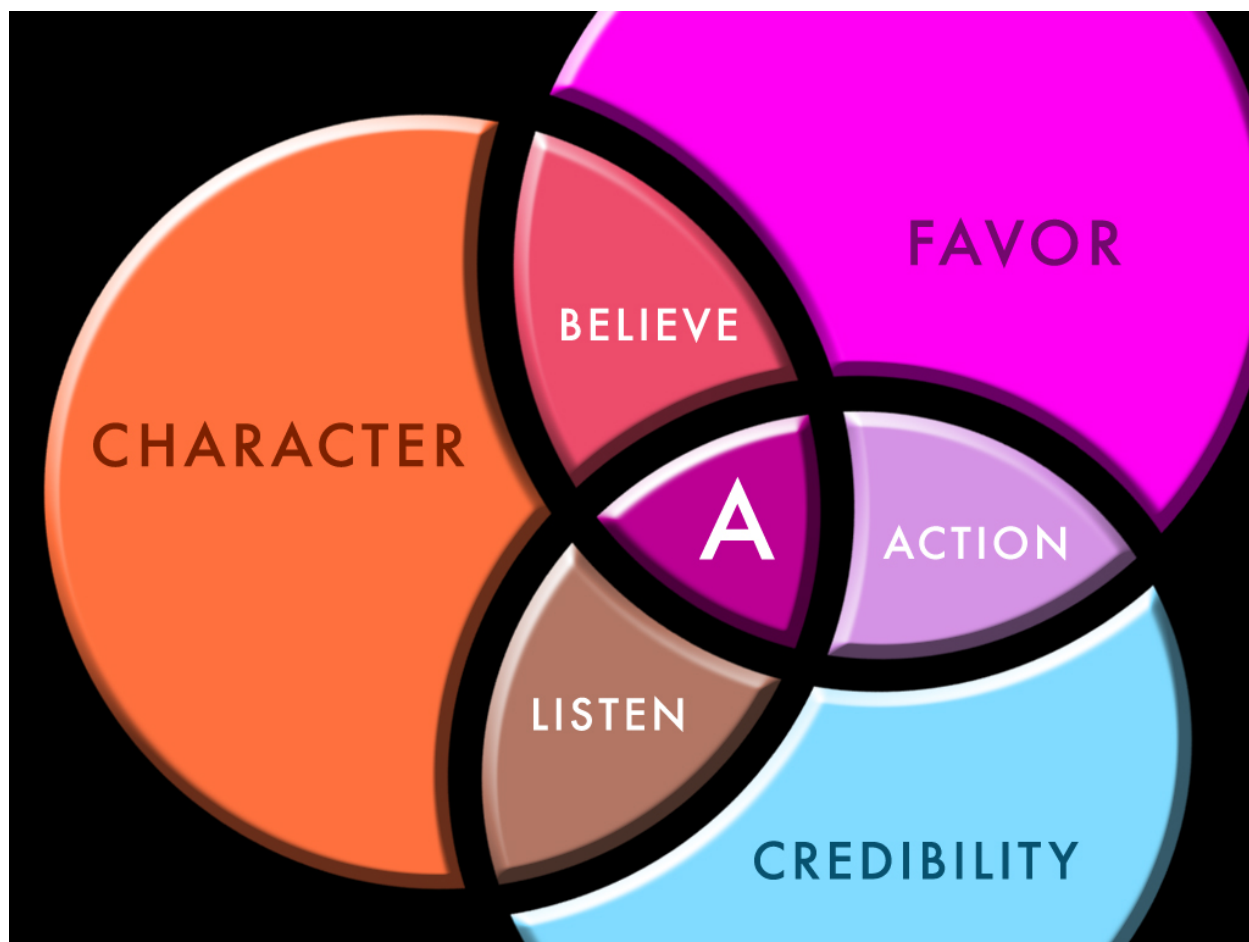 FAVOR
BELIEVE
CHARACTER
A
ACTION
LISTEN
CREDIBILITY